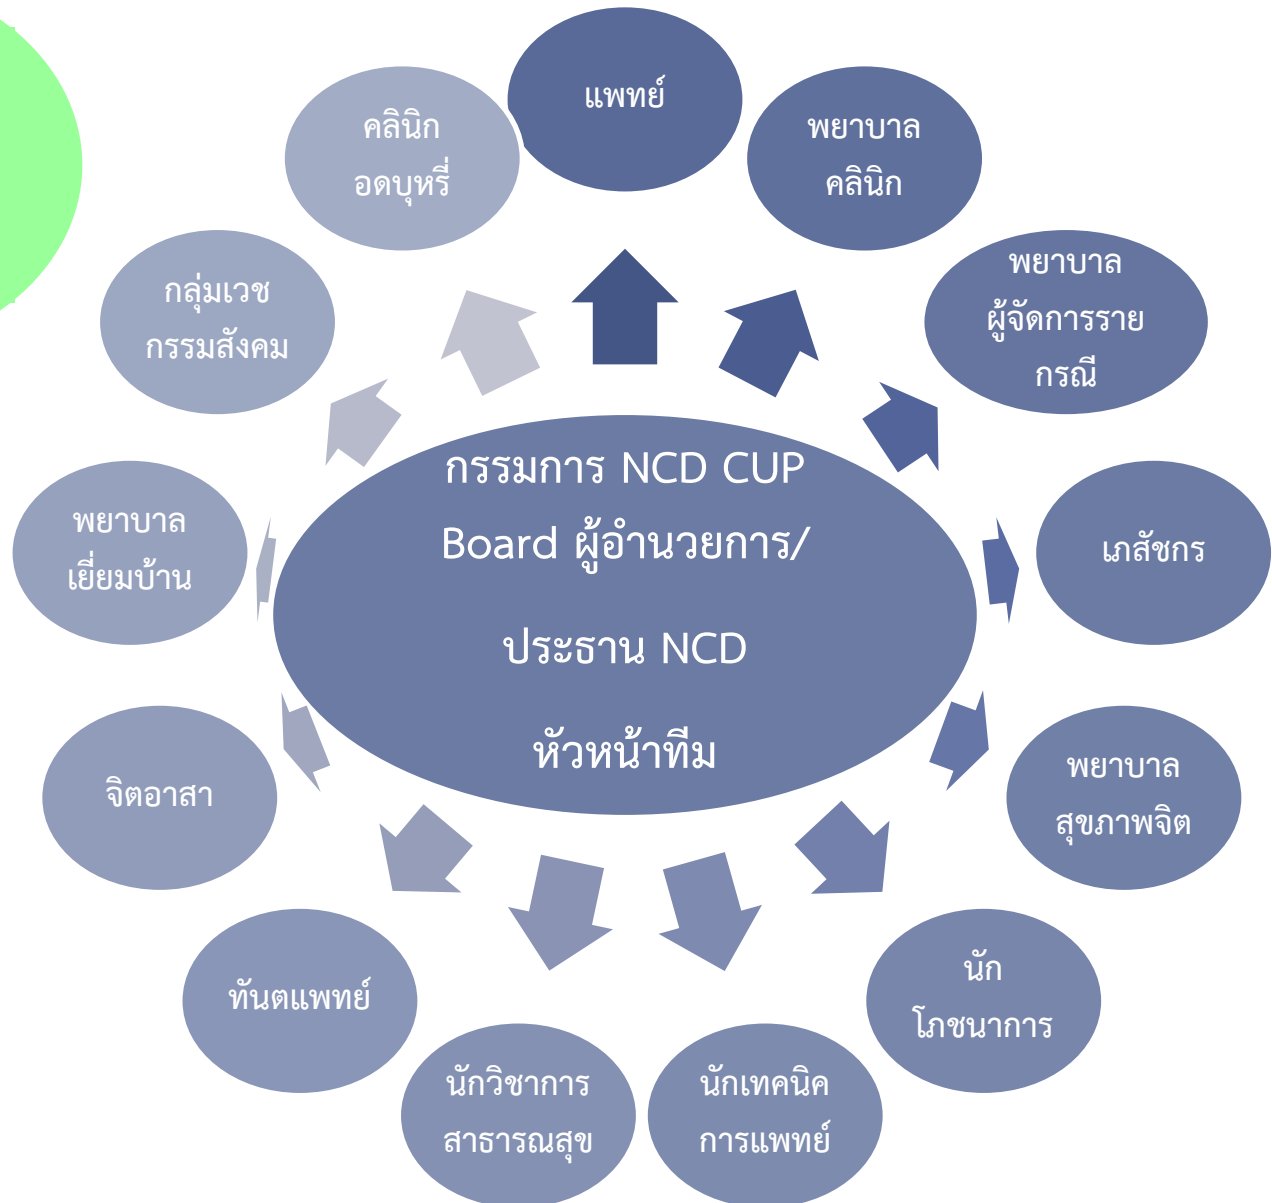 แพทย์
พยาบาล
คลินิก
พยาบาล
ผู้จัดการราย
กรณี
เภสัชกร
พยาบาล
สุขภาพจิต
นัก
โภชนาการ
นักเทคนิค
การแพทย์
นักวิชาการ
สาธารณสุข
ทันตแพทย์
จิตอาสา
พยาบาล
เยี่ยมบ้าน
กลุ่มเวช
กรรมสังคม
คลินิก
อดบุหรี่
กรรมการ NCD CUP
Board ผู้อำนวยการ/
ประธาน NCD
หัวหน้าทีม